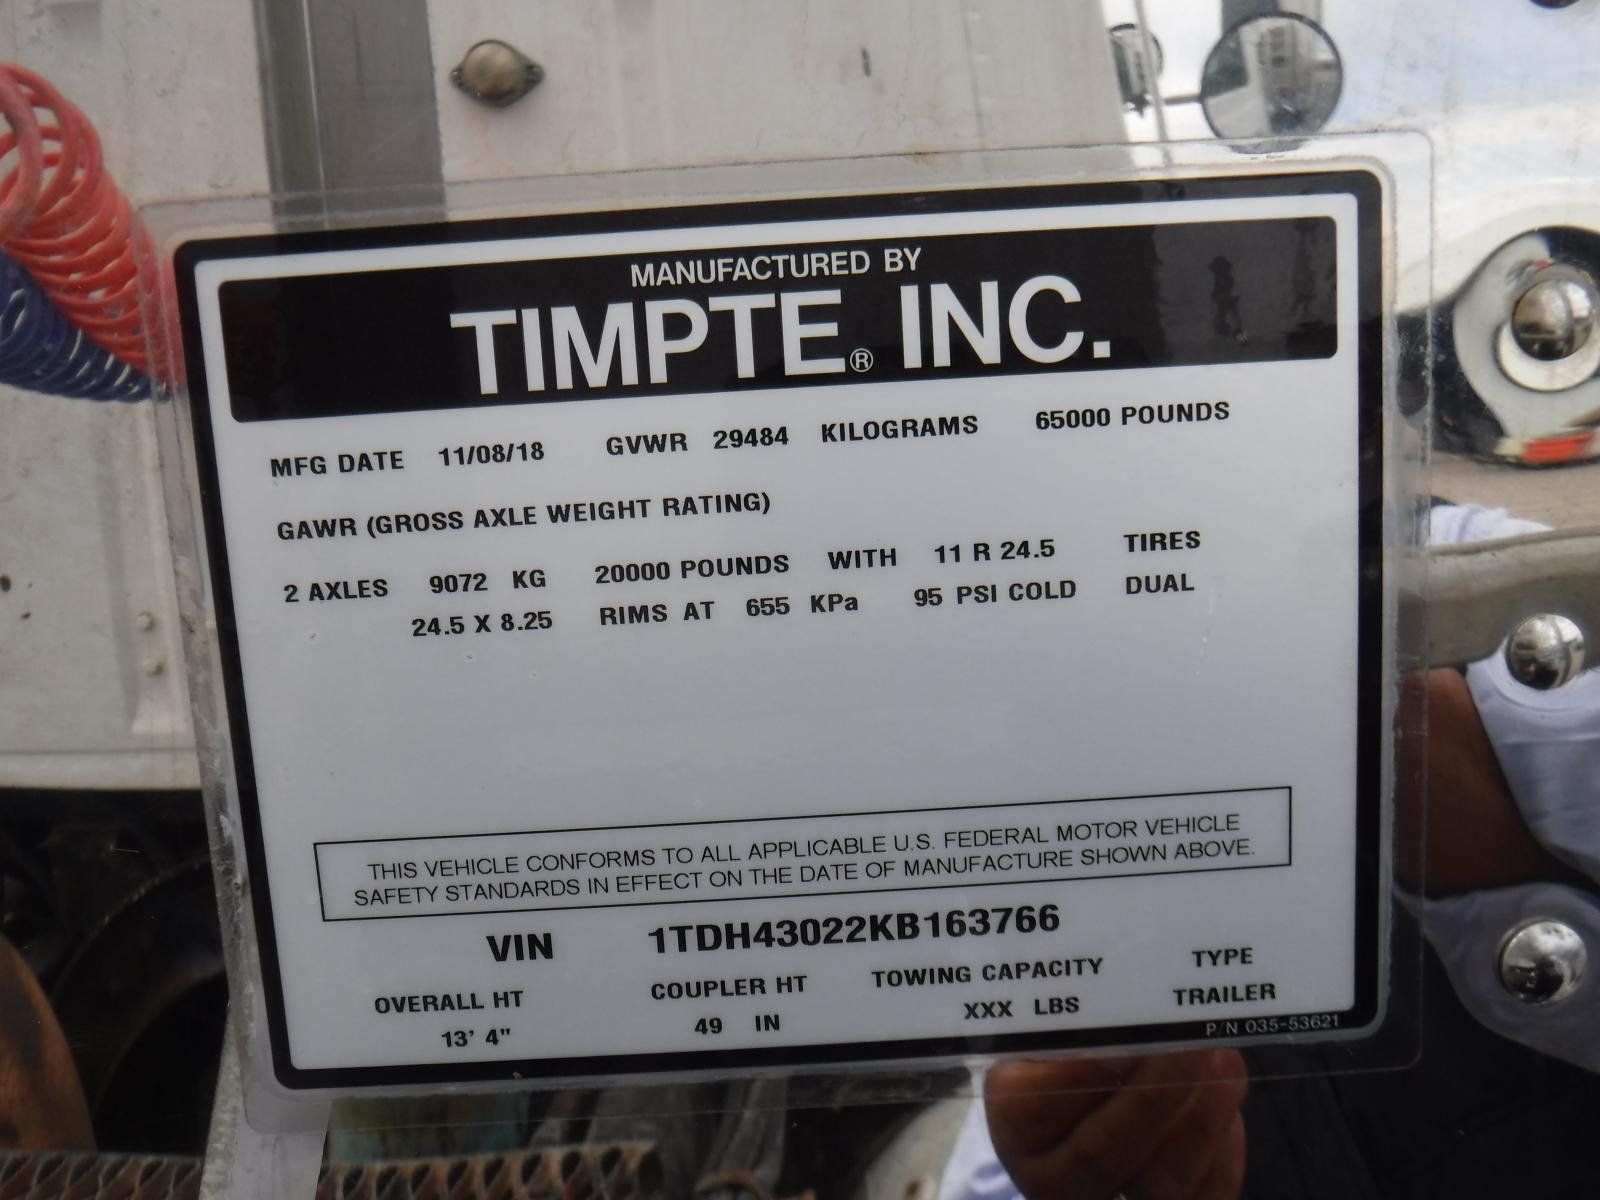 MANUFACTURED BY
TIMPTE® INC.
MFG DATE 11/08/18 GVWR 29484 KILOGRAMS 65000 POUNDS
GAWR (GROSS AXLE WEIGHT RATING)
2 AXLES 9072 KG 20000 POUNDS WITH 11 R 24.5 TIRES
24.5 X 8.25 RIMS AT 655 KPa 95 PSI COLD DUAL
THIS VEHICLE CONFORMS TO ALL APPLICABLE U.S. FEDERAL MOTOR VEHICLE
SAFETY STANDARDS IN EFFECT ON THE DATE OF MANUFACTURE SHOWN ABOVE.
VIN 1TDH43022KB163766
OVERALL HT COUPLER HT TOWING CAPACITY TYPE
13' 4" 49 IN XXX LBS TRAILER
P/N 035-53621